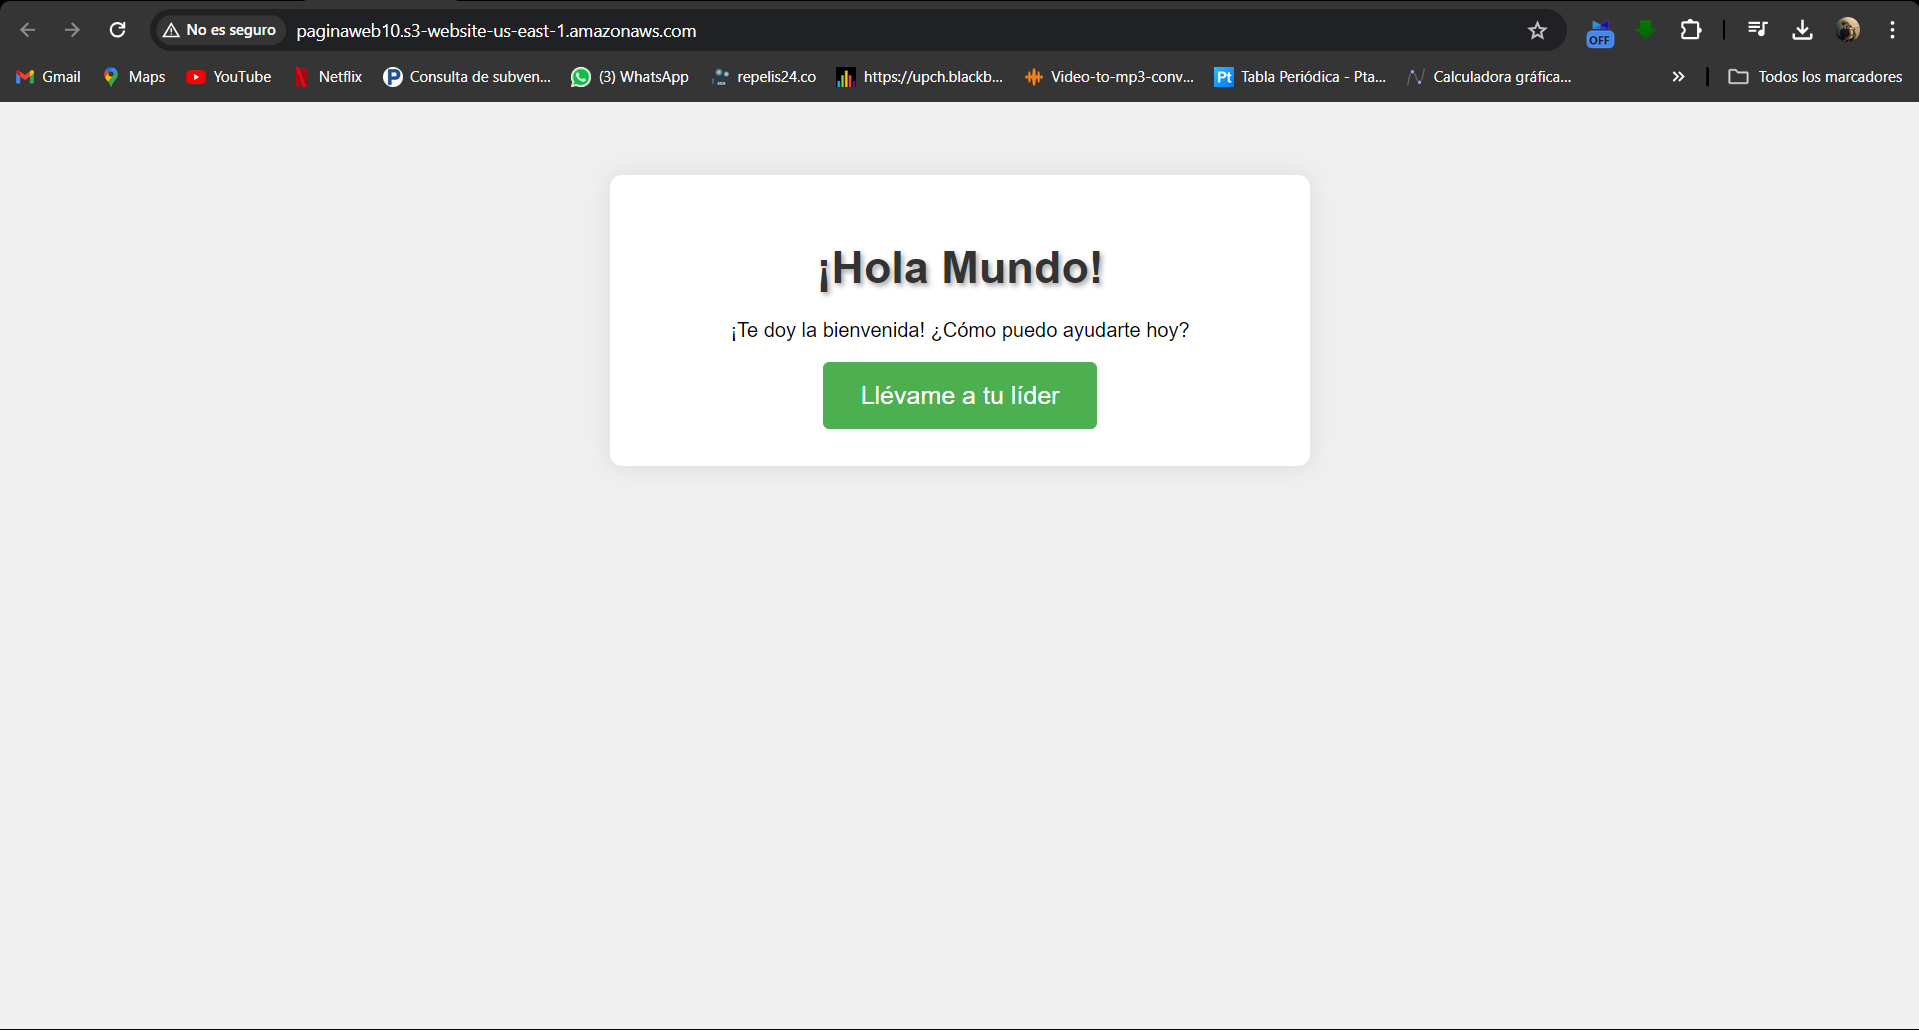 No es seguro paginaweb10.s3-website-us-east-1.amazonaws.com OFF
Gmail Maps YouTube Netflix Consulta de subven... (3) WhatsApp repelis24.co https://upch.blackb... Video-to-mp3-conv... Pt Tabla Periódica - Pta... Calculadora gráfica... » Todos los marcadores
¡Hola Mundo!
¡Te doy la bienvenida! ¿Cómo puedo ayudarte hoy?
Llévame a tu líder